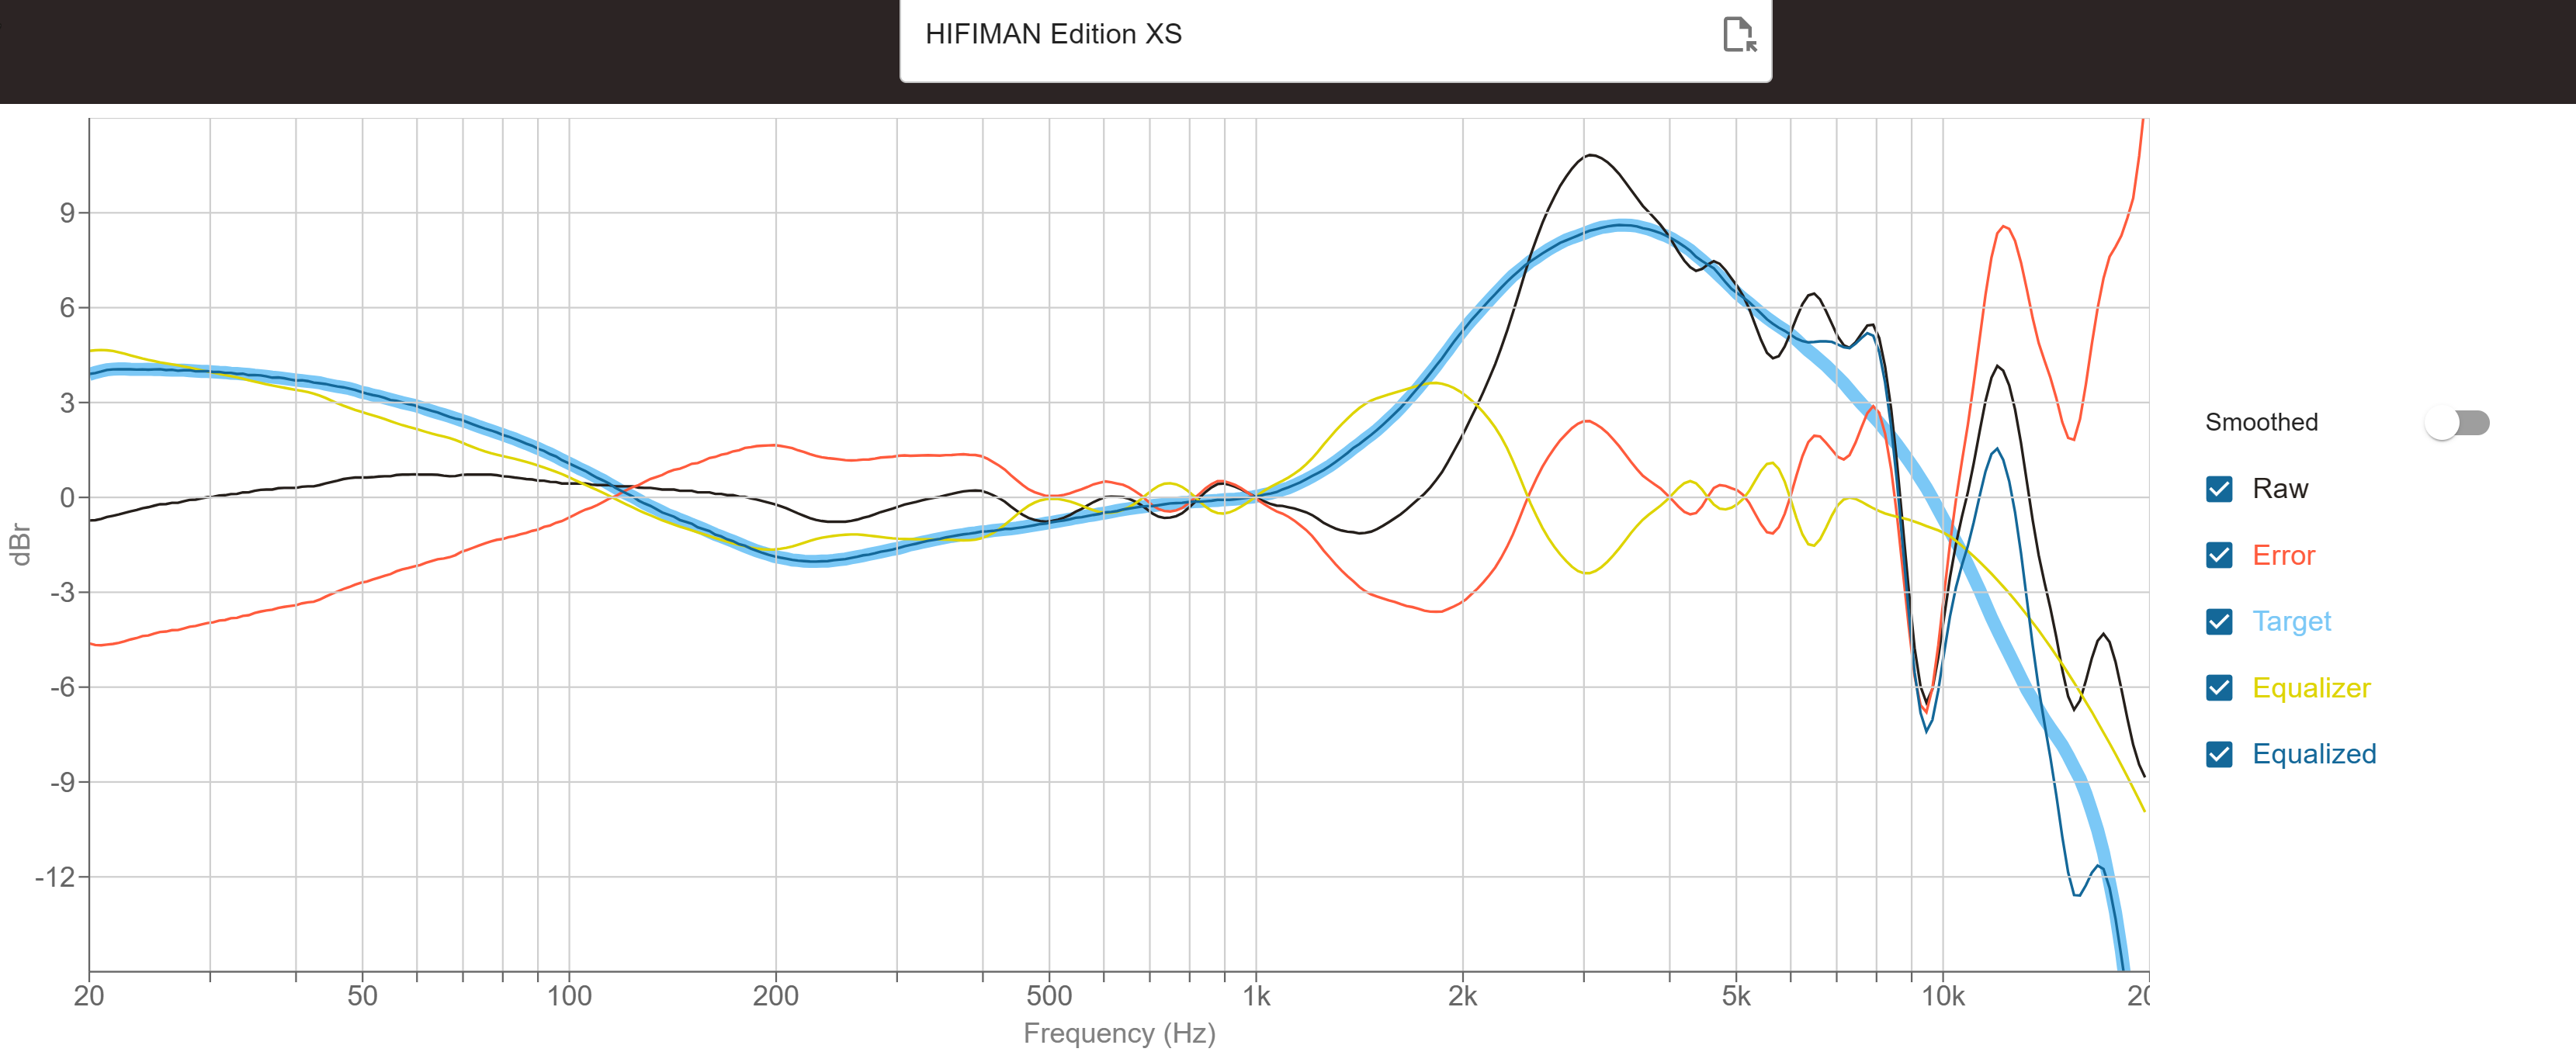 HIFIMAN Edition XS
dBr
9
6
3
0
-3
-6
-9
-12
20
50
100
200
500
1k
2k
5k
10k
20
Frequency (Hz)
Smoothed
Raw
Error
Target
Equalizer
Equalized